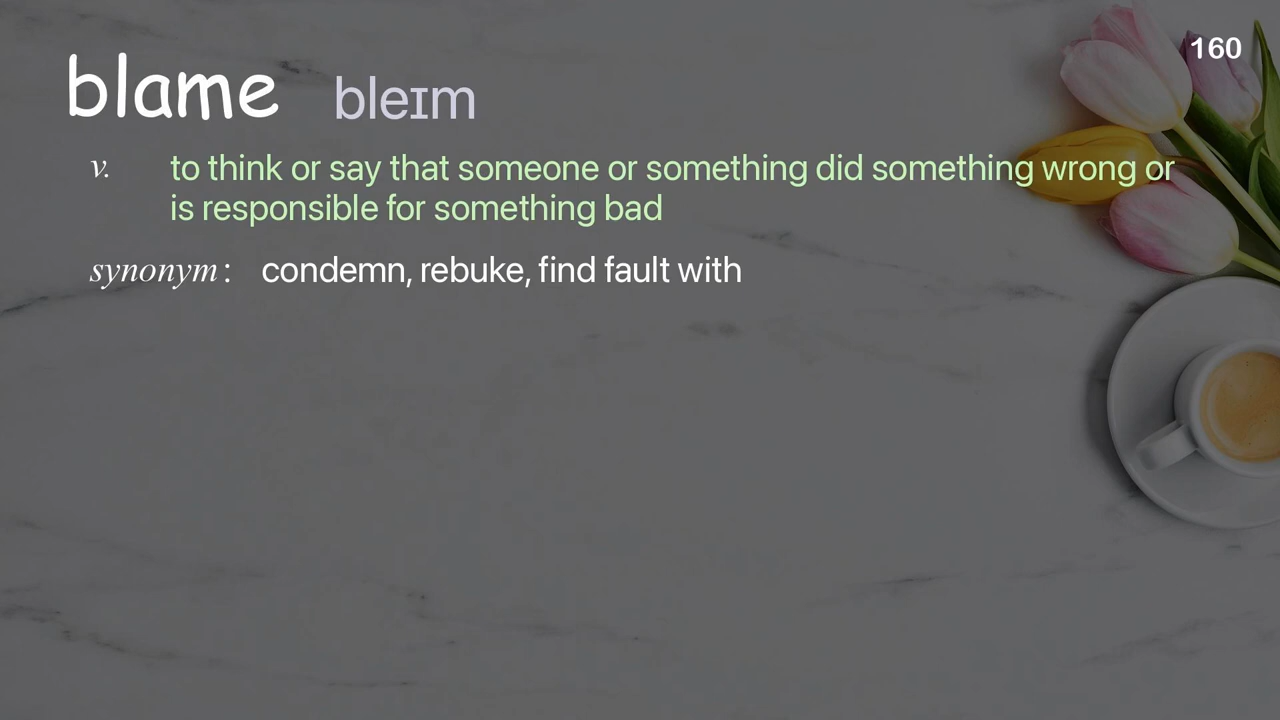 160
blame bleɪm
v. to think or say that someone or something did something wrong or
is responsible for something bad
synonym: condemn, rebuke, find fault with